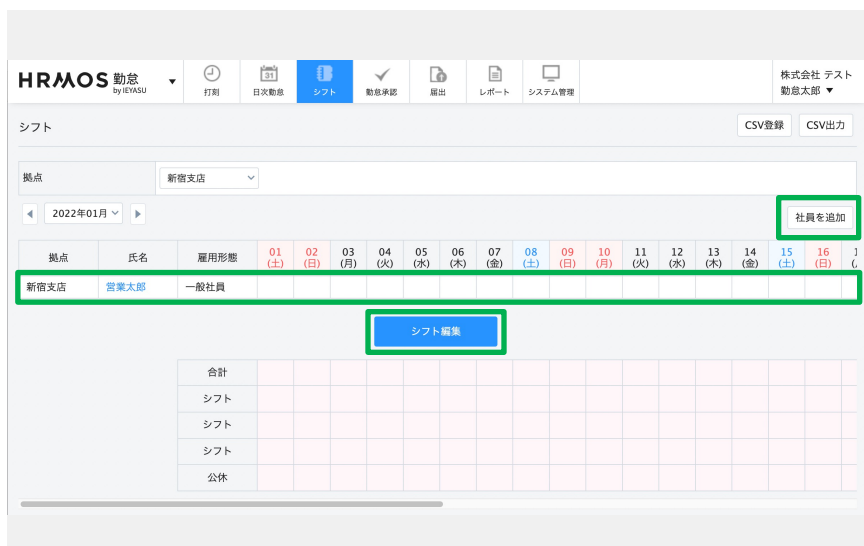 HRMOS 勤怠 ▼
by IEYASU
打刻
31
日次勤怠
シフト
勤怠承認
届出
レポート
システム管理
株式会社 テスト
勤怠太郎 ▼
シフト
CSV登録 CSV出力
拠点 新宿支店
2022年01月
社員を追加
拠点 氏名 雇用形態 01 02 03 04 05 06 07 08 09 10 11 12 13 14 15 16
(土) (日) (月) (火) (水) (木) (金) (土) (日) (月) (火) (水) (木) (金) (土) (日)
新宿支店 営業太郎 一般社員
シフト編集
合計
シフト
シフト
シフト
公休